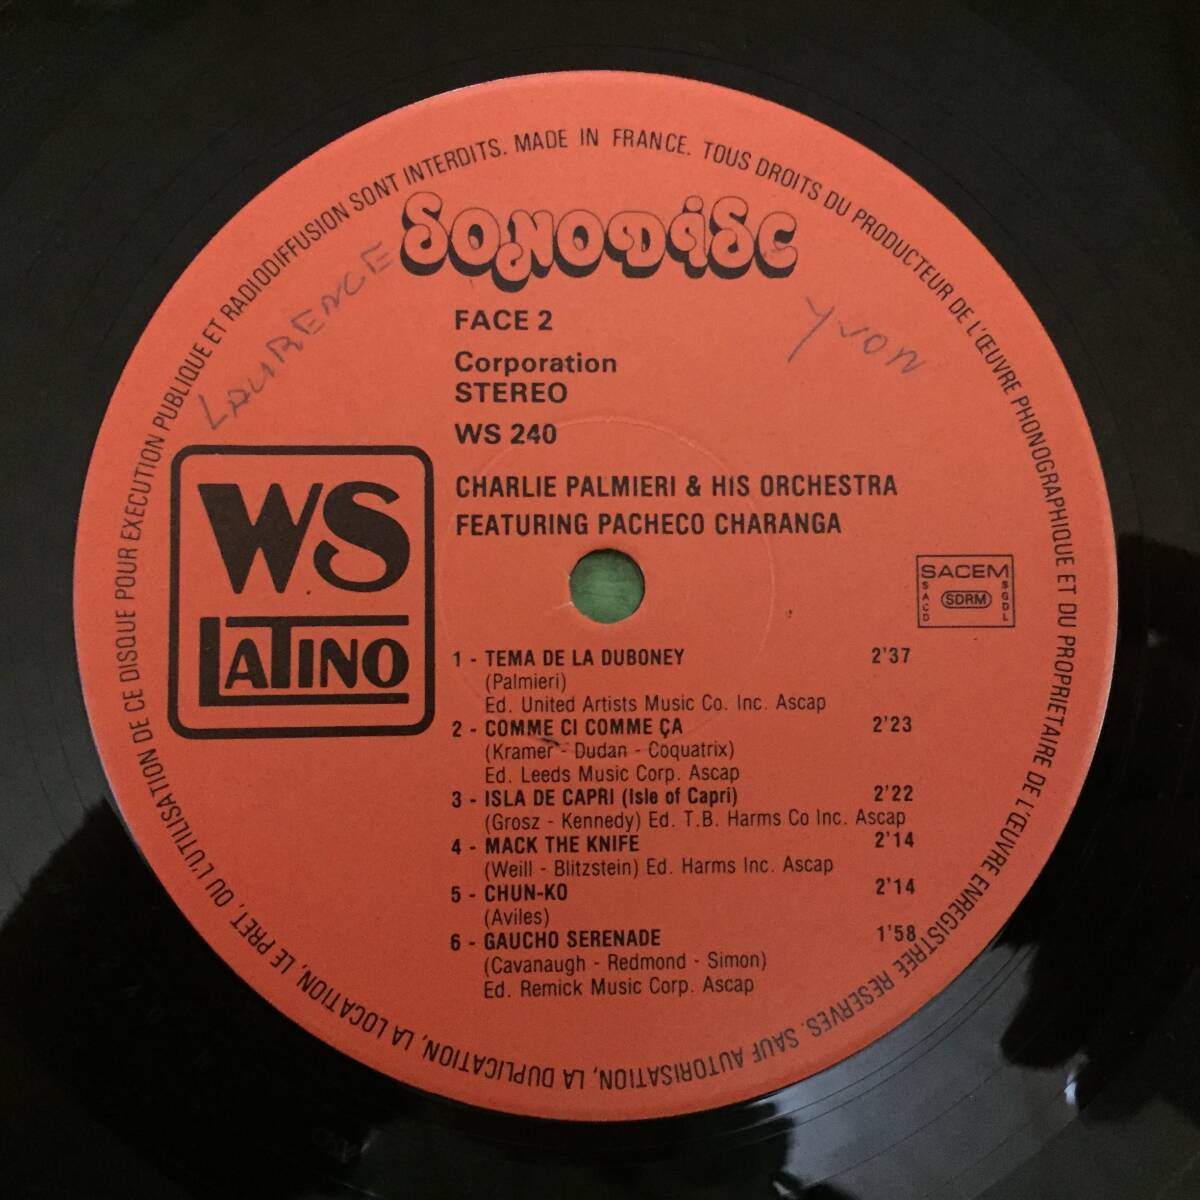 TOUS DROITS DU PRODUCTEUR DE L'ŒUVRE PHONOGRAPHIQUE ET DU PROPRIETAIRE DE L'ŒUVRE ENREGISTREE RESERVES. SAUF AUTORISATION, LA DUPLICATION, LA LOCATION, LE PRET, OU L'UTILISATION DE CE DISQUE POUR EXECUTION PUBLIQUE ET RADIODIFFUSION SONT INTERDITS. MADE IN FRANCE.
SONODiSC
LAURENCE
Yvon
FACE 2
Corporation
STEREO
WS 240
WS
LATINO
CHARLIE PALMIERI & HiS ORCHESTRA
FEATURING PACHECO CHARANGA
SACEM
SACD
SDRM
SGDL
1 - TEMA DE LA DUBONEY 2'37
(Palmieri)
Ed. United Artists Music Co. Inc. Ascap
2 - COMME CI COMME ÇA 2'23
(Kramer - Dudan - Coquatrix)
Ed. Leeds Music Corp. Ascap
3 - ISLA DE CAPRI (Isle of Capri) 2'22
(Grosz - Kennedy) Ed. T.B. Harms Co Inc. Ascap
4 - MACK THE KNIFE 2'14
(Weill - Blitzstein) Ed. Harms Inc. Ascap
5 - CHUN-KO 2'14
(Aviles)
6 - GAUCHO SERENADE 1'58
(Cavanaugh - Redmond - Simon)
Ed. Remick Music Corp. Ascap